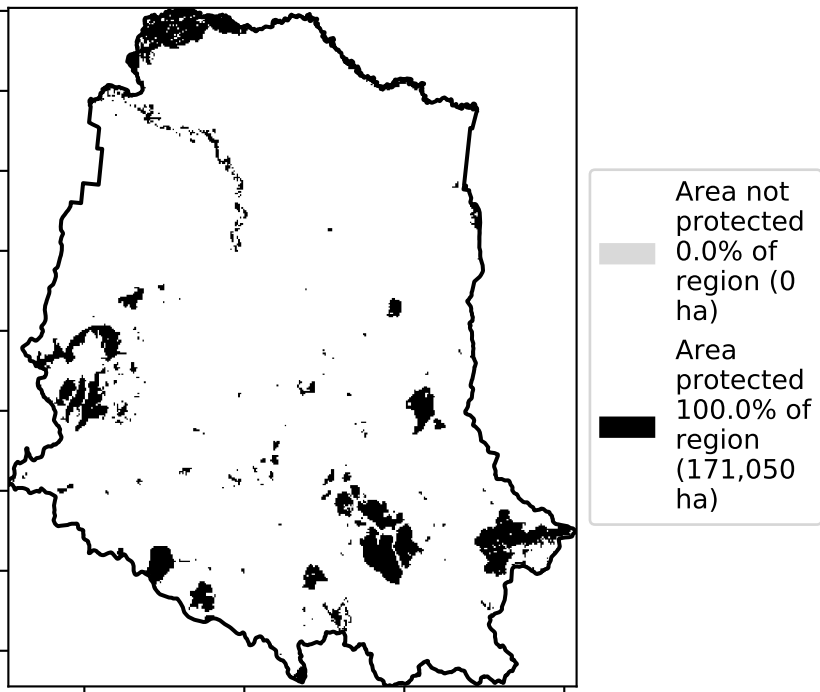 Area not
protected
0.0% of
region (0
ha)
Area
protected
100.0% of
region
(171,050
ha)